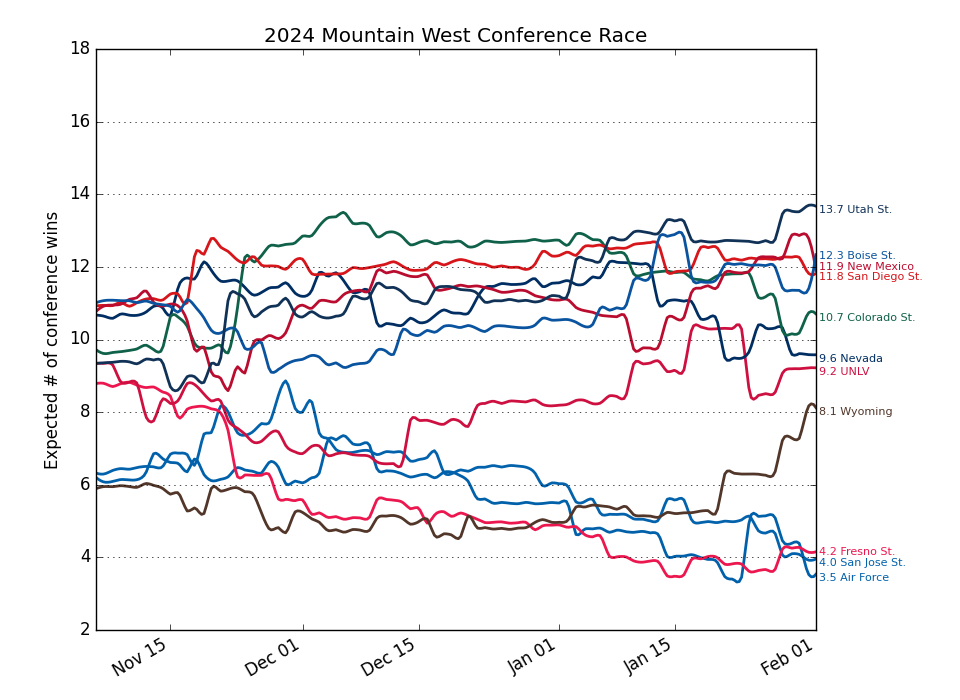 2024 Mountain West Conference Race
Expected # of conference wins
18
16
14
12
10
8
6
4
2
13.7 Utah St.
12.3 Boise St.
11.9 New Mexico
11.8 San Diego St.
10.7 Colorado St.
9.6 Nevada
9.2 UNLV
8.1 Wyoming
4.2 Fresno St.
4.0 San Jose St.
3.5 Air Force
Nov 15
Dec 01
Dec 15
Jan 01
Jan 15
Feb 01